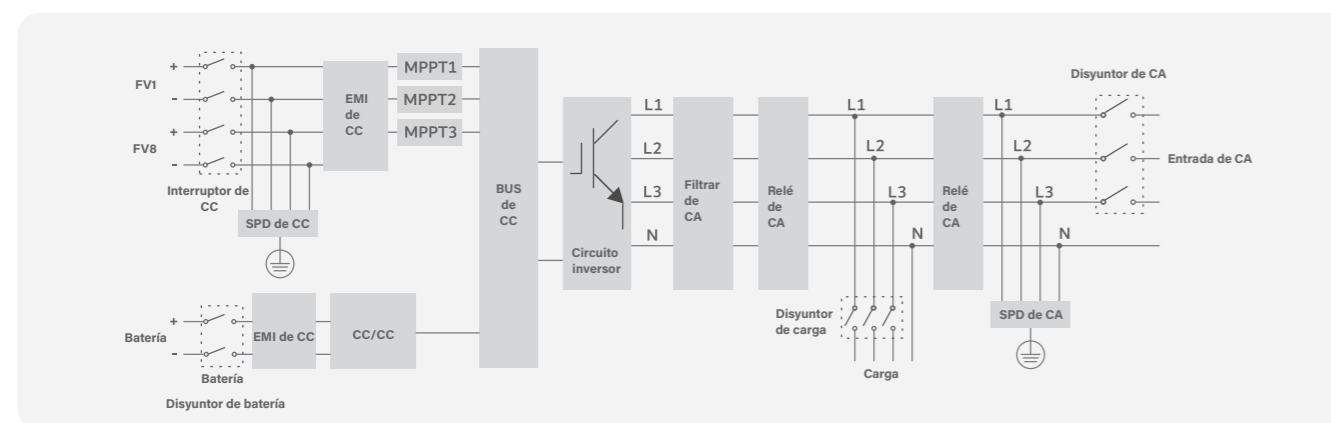 +
FV1
-
+
FV8
-
Interruptor de
CC
SPD de CC
EMI
de
CC
MPPT1
MPPT2
MPPT3
BUS
de
CC
+
Batería
-
Batería
Disyuntor de batería
EMI de CC
CC/CC
Circuito
inversor
L1
L2
L3
N
Filtrar
de
CA
Relé
de
CA
L1
L2
L3
N
Disyuntor
de carga
Carga
Relé
de
CA
L1
L2
L3
N
SPD de CA
Disyuntor de CA
Entrada de CA